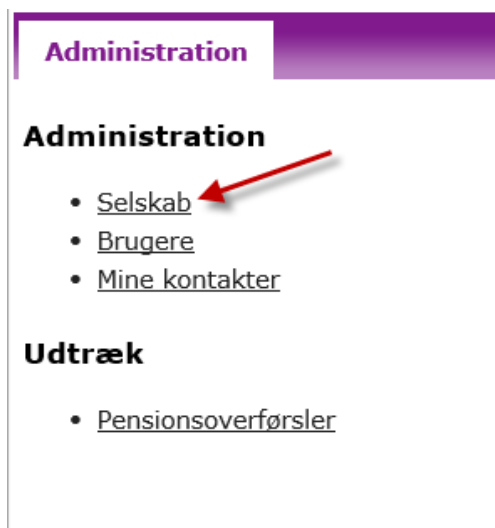 Administration
Administration
Selskab
Brugere
Mine kontakter
Udtræk
Pensionsoverførsler